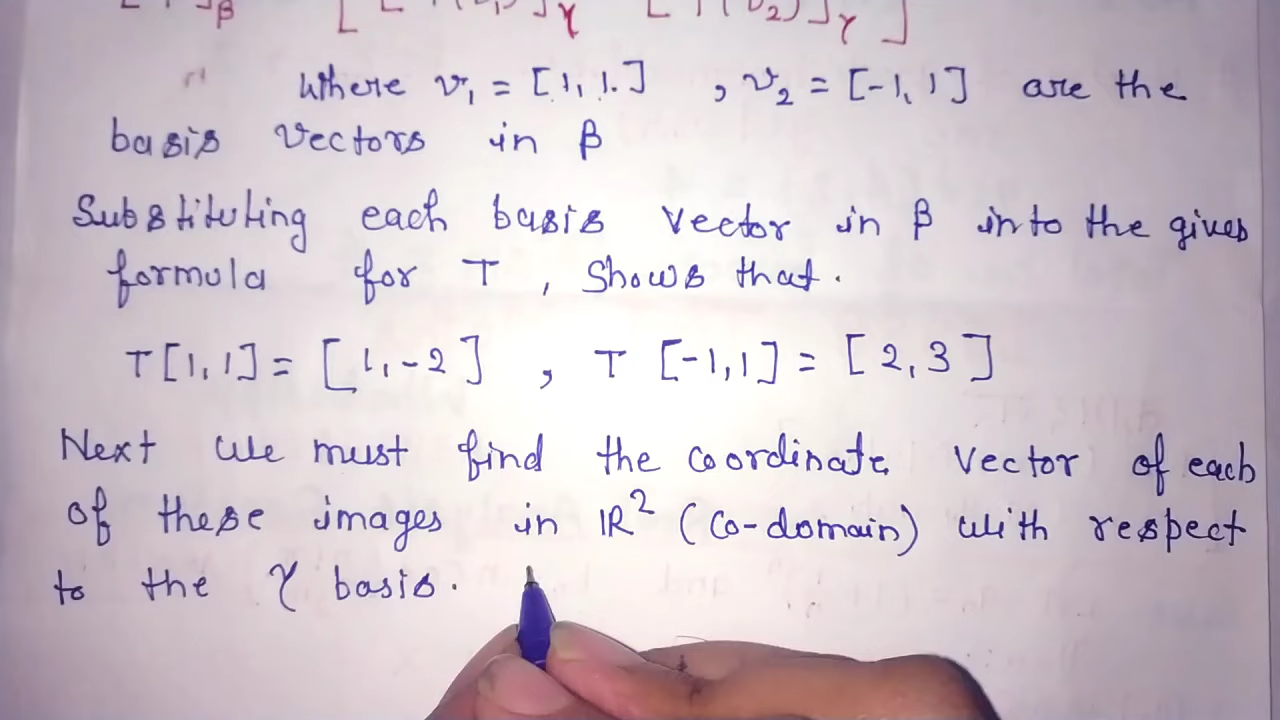 where v₁ = [1, 1.] , v₂ = [-1, 1] are the
basis vectors in β
Substituting each basis vector in β into the given
formula for T , Shows that.
T[1, 1] = [1, -2] , T [-1, 1] = [2, 3]
Next we must find the coordinate vector of each
of these images in ℝ² (co-domain) with respect
to the γ basis.